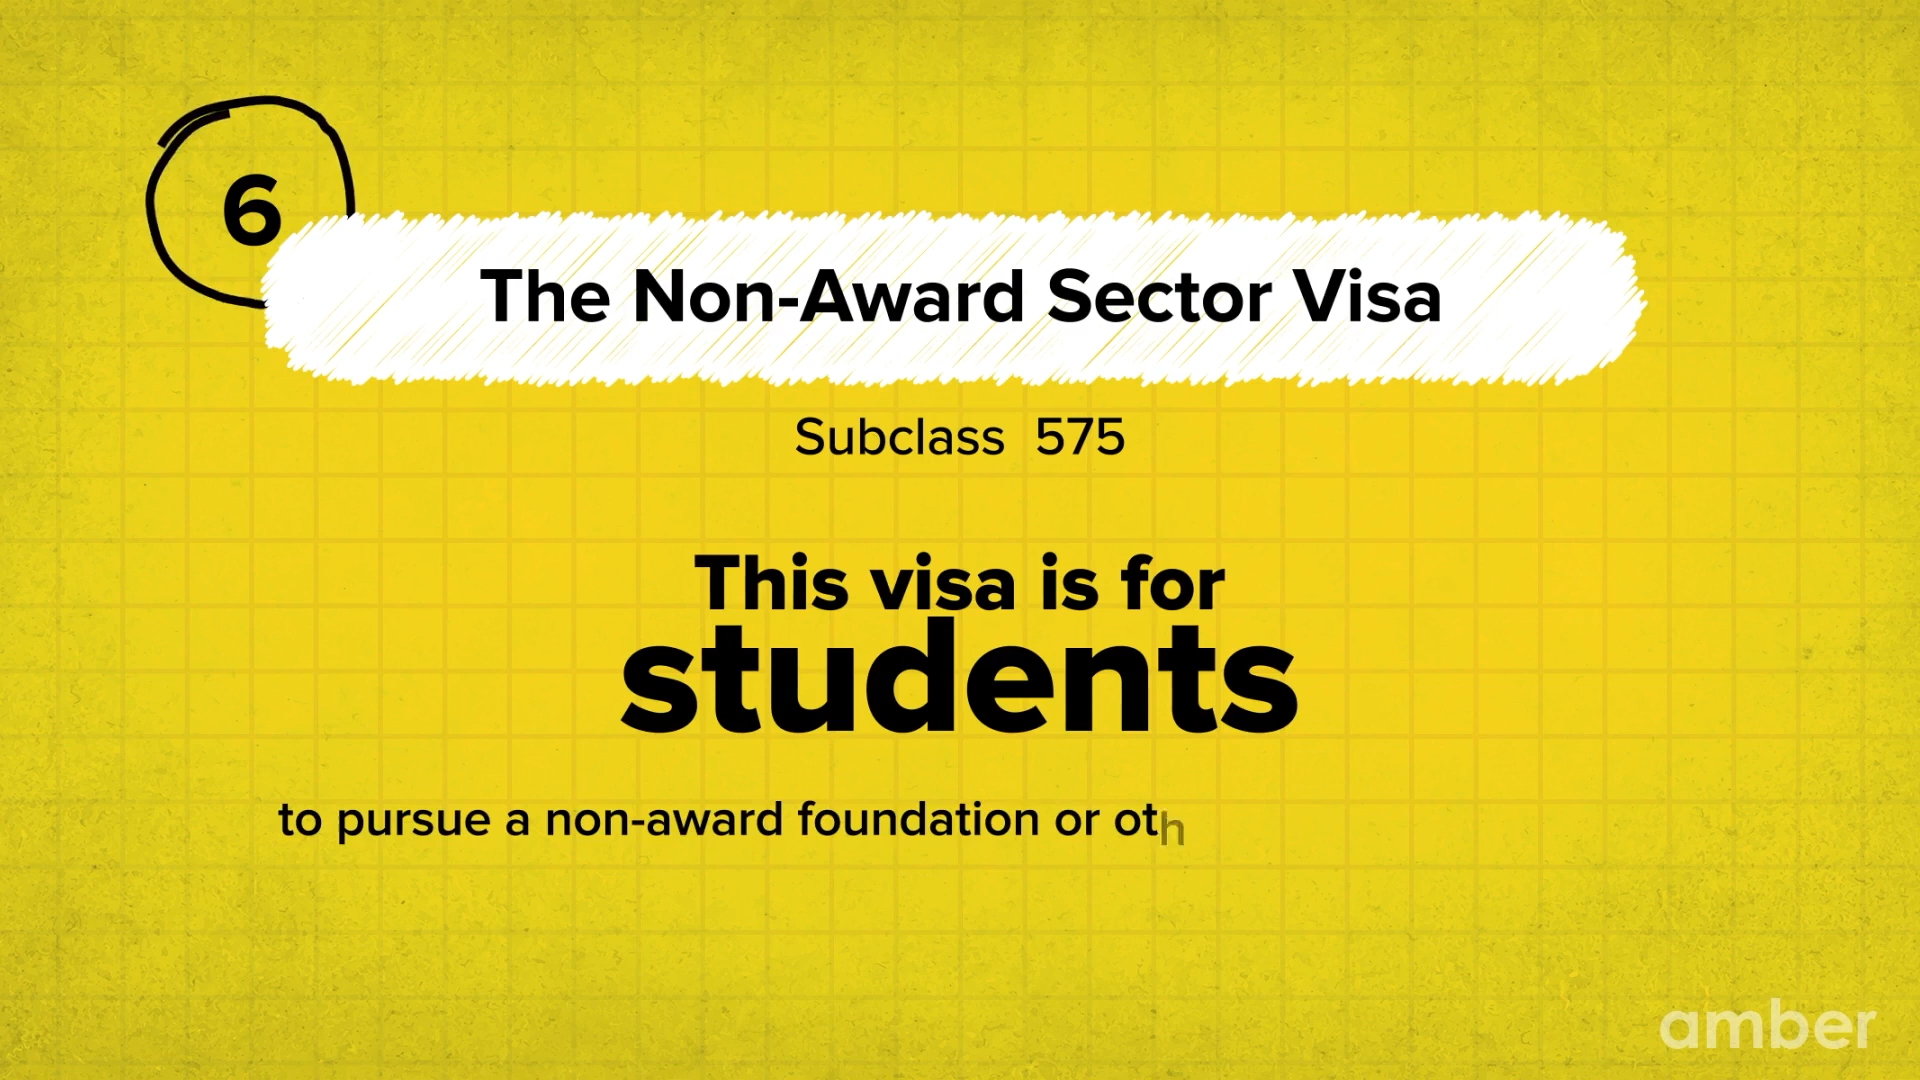 6
The Non-Award Sector Visa
Subclass 575
This visa is for
students
to pursue a non-award foundation or oth
amber